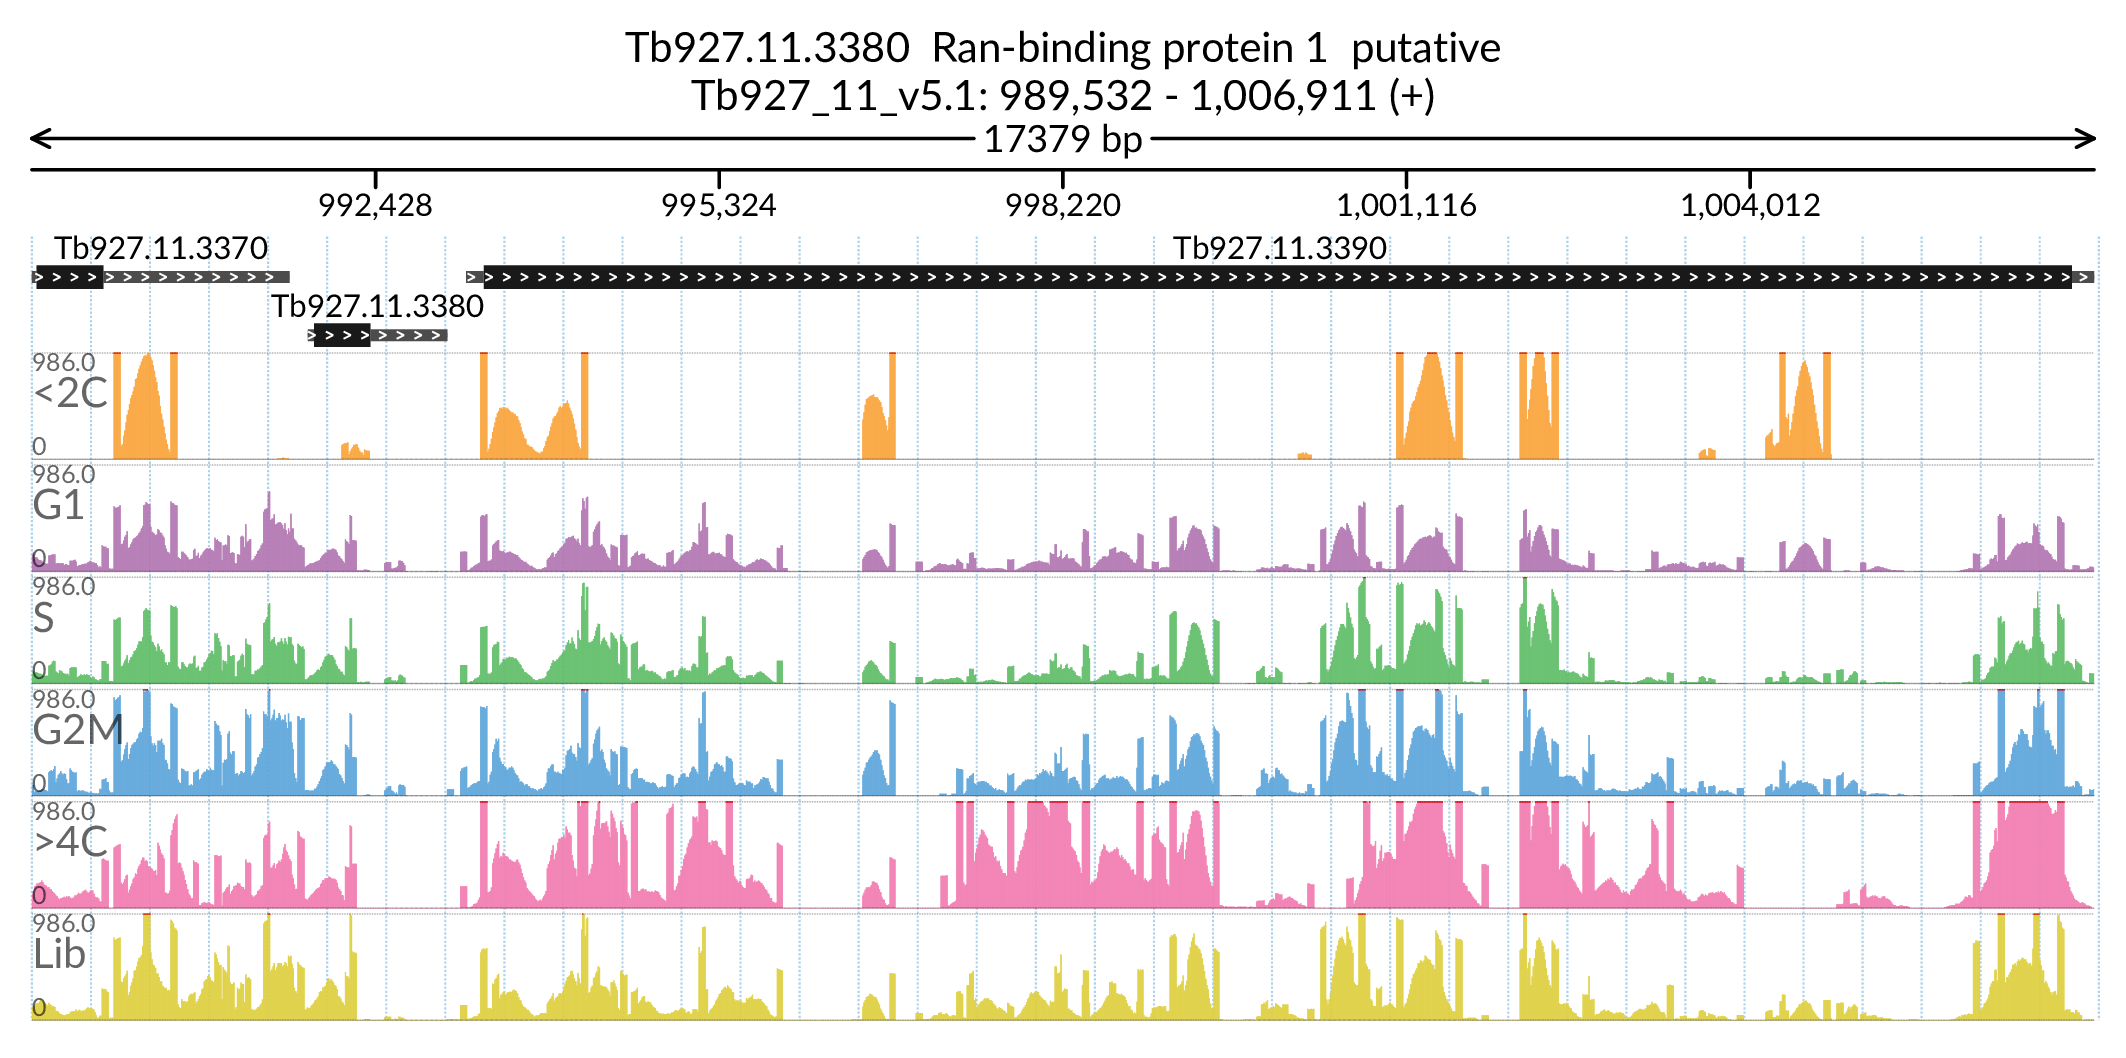 Tb927.11.3380  Ran-binding protein 1  putative
Tb927_11_v5.1: 989,532 - 1,006,911 (+)
17379 bp
992,428 995,324 998,220 1,001,116 1,004,012
Tb927.11.3370 Tb927.11.3390
Tb927.11.3380
986.0
<2C
0
986.0
G1
0
986.0
S
0
986.0
G2M
0
986.0
>4C
0
986.0
Lib
0